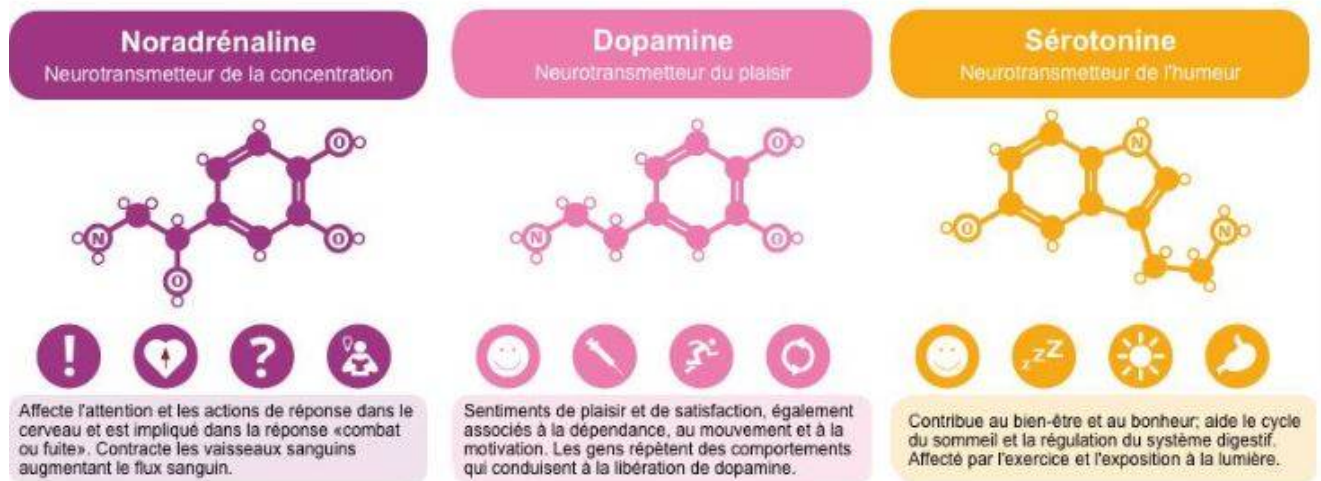 Noradrénaline
Neurotransmetteur de la concentration
Dopamine
Neurotransmetteur du plaisir
Sérotonine
Neurotransmetteur de l'humeur
O
O
N
O
O
O
N
N
O
N
!
?
zzZ
Affecte l'attention et les actions de réponse dans le
cerveau et est impliqué dans la réponse «combat
ou fuite». Contracte les vaisseaux sanguins
augmentant le flux sanguin.
Sentiments de plaisir et de satisfaction, également
associés à la dépendance, au mouvement et à la
motivation. Les gens répètent des comportements
qui conduisent à la libération de dopamine.
Contribue au bien-être et au bonheur; aide le cycle
du sommeil et la régulation du système digestif.
Affecté par l'exercice et l'exposition à la lumière.